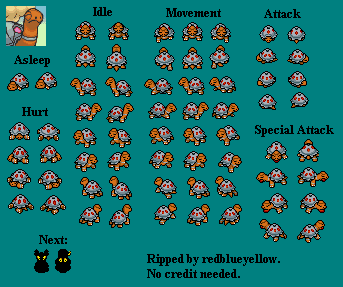 Idle
Movement
Attack
Asleep
Hurt
Special Attack
Next:
Ripped by redblueyellow.
No credit needed.